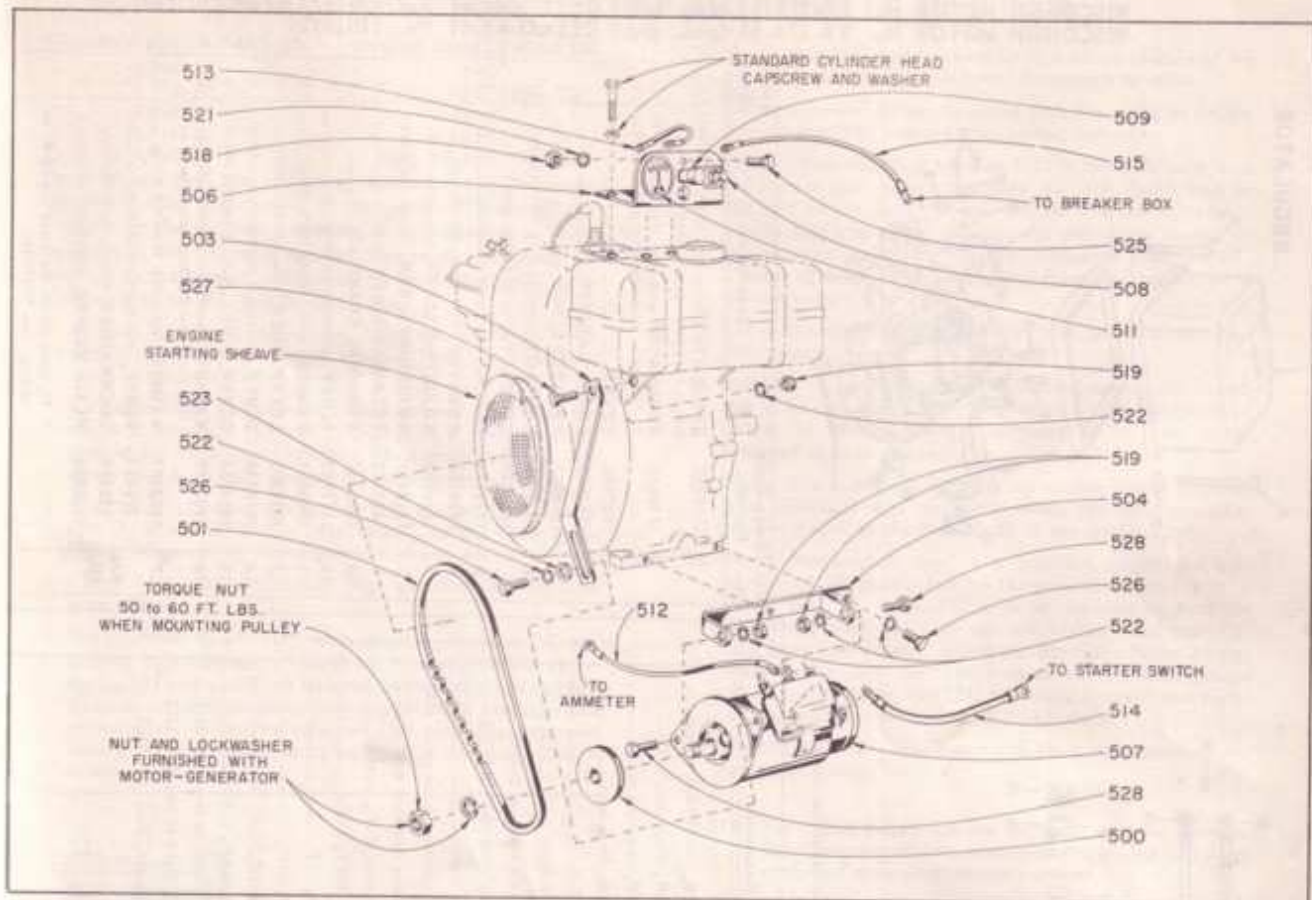 513
521
518
506
503
527
ENGINE
STARTING SHEAVE
523
522
526
501
TORQUE NUT
50 to 60 FT. LBS.
WHEN MOUNTING PULLEY
NUT AND LOCKWASHER
FURNISHED WITH
MOTOR-GENERATOR
STANDARD CYLINDER HEAD
CAPSCREW AND WASHER
512
TO
AMMETER
509
515
TO BREAKER BOX
525
508
511
519
522
519
504
528
526
522
TO STARTER SWITCH
514
507
528
500